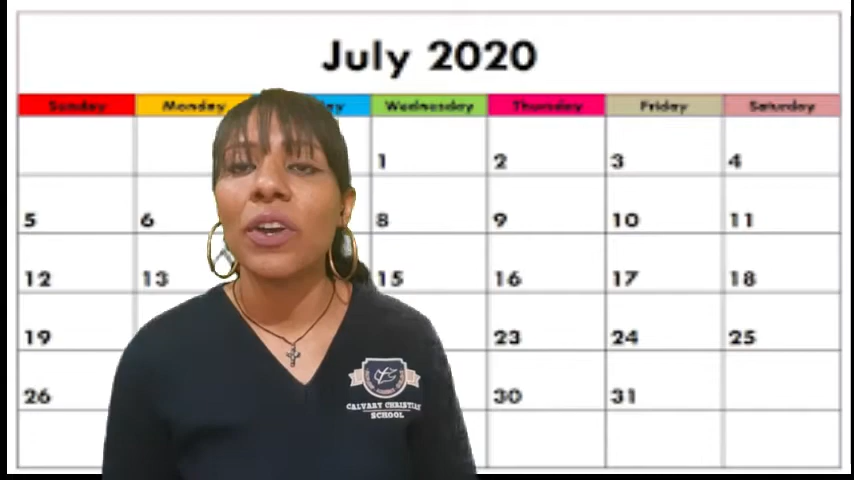 July 2020
Sunday Monday Wednesday Thursday Friday Saturday
1 2 3 4
5 6 8 9 10 11
12 13 15 16 17 18
19 23 24 25
26 30 31
CALVARY CHRISTIAN
SCHOOL